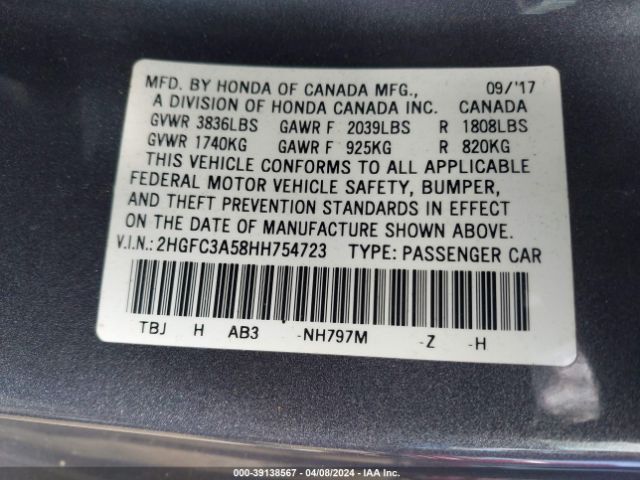 MFD. BY HONDA OF CANADA MFG., 09/'17
A DIVISION OF HONDA CANADA INC. CANADA
GVWR 3836LBS GAWR F 2039LBS R 1808LBS
GVWR 1740KG GAWR F 925KG R 820KG
THIS VEHICLE CONFORMS TO ALL APPLICABLE
FEDERAL MOTOR VEHICLE SAFETY, BUMPER,
AND THEFT PREVENTION STANDARDS IN EFFECT
ON THE DATE OF MANUFACTURE SHOWN ABOVE.
V.I.N.: 2HGFC3A58HH754723 TYPE: PASSENGER CAR
TBJ H AB3 -NH797M -Z -H
000-39138567 - 04/08/2024 - IAA Inc.